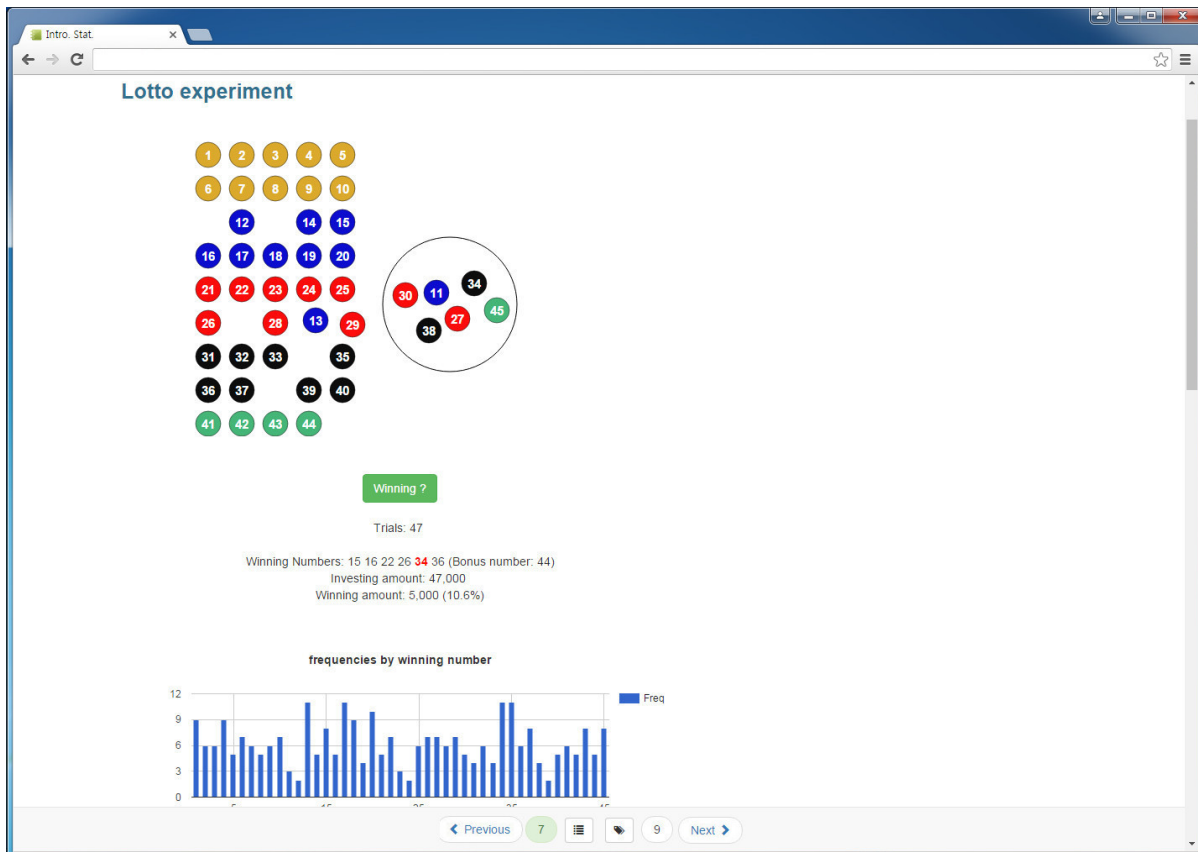 Intro. Stat.
Lotto experiment
1 2 3 4 5
6 7 8 9 10
12 14 15
16 17 18 19 20
21 22 23 24 25
26 28 13 29
31 32 33 35
36 37 39 40
41 42 43 44
30 11 34
45
38 27
Winning ?
Trials: 47
Winning Numbers: 15 16 22 26 34 36 (Bonus number: 44)
Investing amount: 47,000
Winning amount: 5,000 (10.6%)
frequencies by winning number
12
9
6
3
0
Freq
Previous 7 9 Next